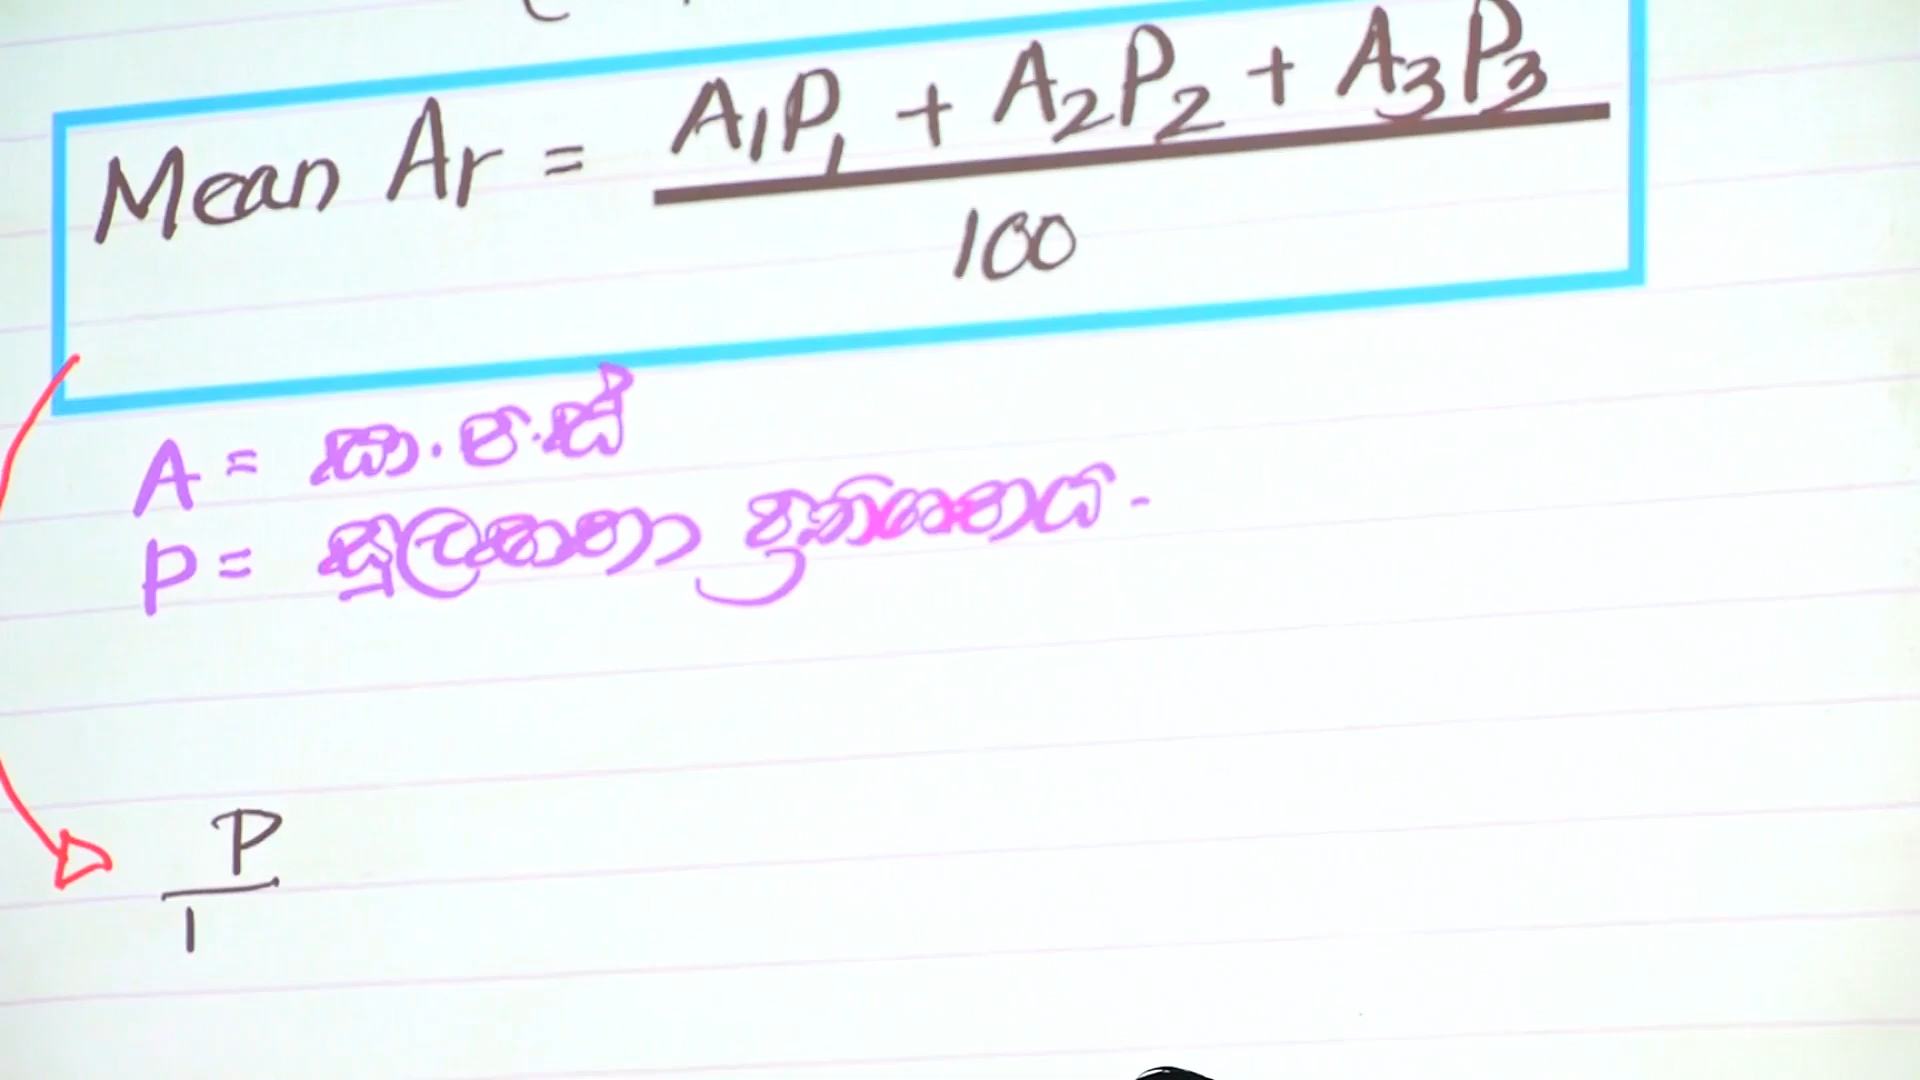 Mean Ar = A₁P₁ + A₂P₂ + A₃P₃
100
A = සා.ප.ස්
P = සුලභතා ප්‍රතිශතය.
P
1